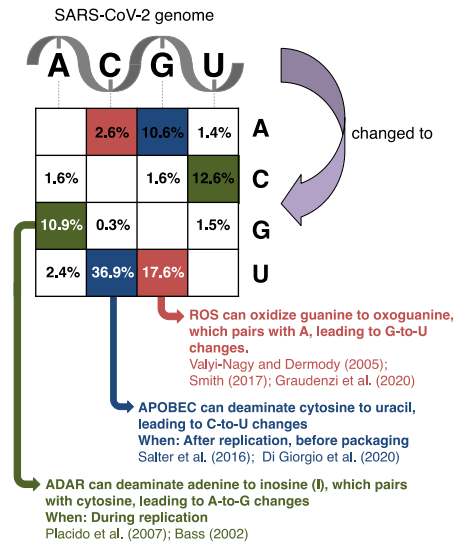 SARS-CoV-2 genome
A C G U
2.6% 10.6% 1.4% A
changed to
1.6% 1.6% 12.6% C
10.9% 0.3% 1.5% G
2.4% 36.9% 17.6% U
ROS can oxidize guanine to oxoguanine,
which pairs with A, leading to G-to-U
changes.
Valyi-Nagy and Dermody (2005);
Smith (2017); Graudenzi et al. (2020)
APOBEC can deaminate cytosine to uracil,
leading to C-to-U changes
When: After replication, before packaging
Salter et al. (2016); Di Giorgio et al. (2020)
ADAR can deaminate adenine to inosine (I), which pairs
with cytosine, leading to A-to-G changes
When: During replication
Placido et al. (2007); Bass (2002)